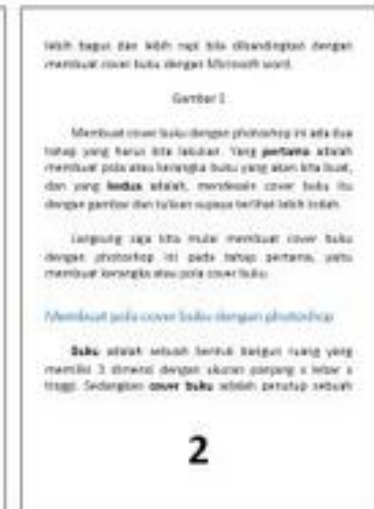 lebih bagus dan lebih rapi bila dibandingkan dengan
membuat cover buku dengan Microsoft word.
Gambar 1
Membuat cover buku dengan photoshop ini ada dua
tahap yang harus kita lakukan. Yang pertama adalah
membuat pola atau kerangka buku yang akan kita buat,
dan yang kedua adalah, mendesain cover buku itu
dengan gambar dan tulisan supaya terlihat lebih indah.
Langsung saja kita mulai membuat cover buku
dengan photoshop ini pada tahap pertama, yaitu
membuat kerangka atau pola cover buku.
Membuat pola cover buku dengan photoshop
Buku adalah sebuah bentuk bangun ruang yang
memiliki 3 dimensi dengan ukuran panjang x lebar x
tinggi. Sedangkan cover buku adalah penutup sebuah
2